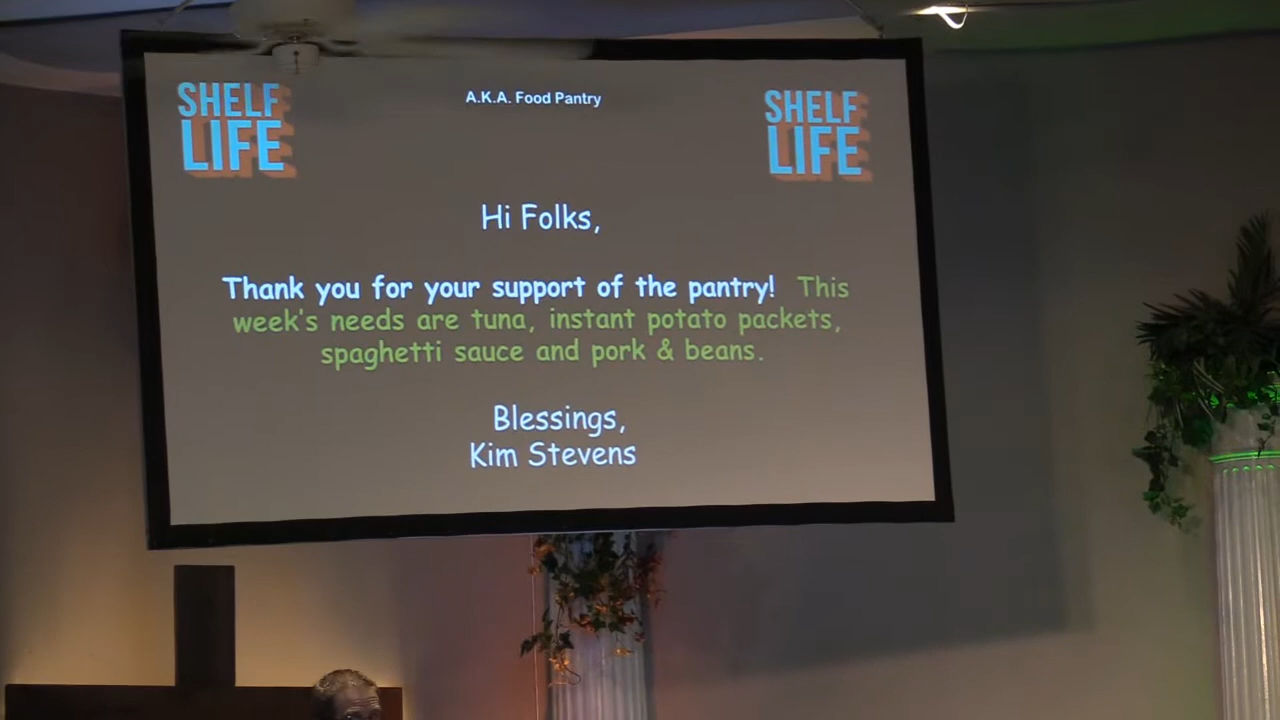 SHELF
LIFE
A.K.A. Food Pantry
SHELF
LIFE
Hi Folks,
Thank you for your support of the pantry! This
week's needs are tuna, instant potato packets,
spaghetti sauce and pork & beans.
Blessings,
Kim Stevens